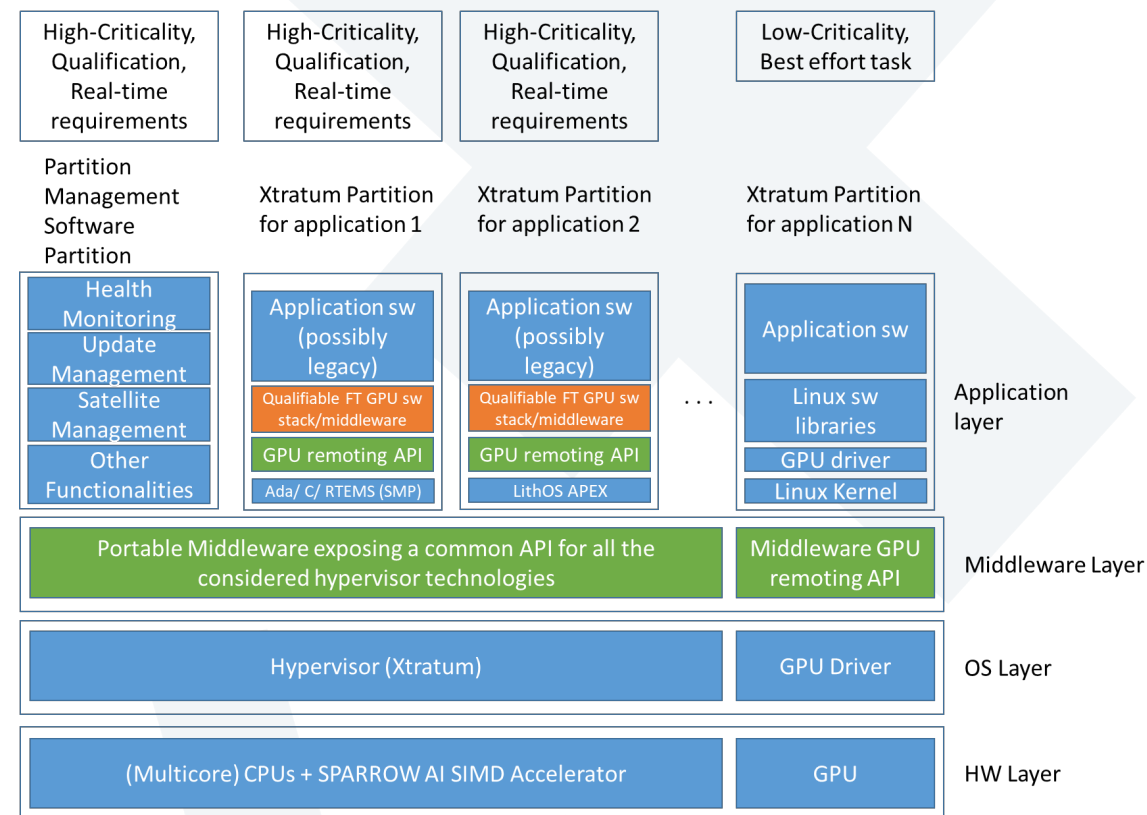 High-Criticality,
Qualification,
Real-time
requirements
High-Criticality,
Qualification,
Real-time
requirements
High-Criticality,
Qualification,
Real-time
requirements
Low-Criticality,
Best effort task
Partition
Management
Software
Partition
Xtratum Partition
for application 1
Xtratum Partition
for application 2
Xtratum Partition
for application N
Health
Monitoring
Update
Management
Satellite
Management
Other
Functionalities
Application sw
(possibly
legacy)
Qualifiable FT GPU sw
stack/middleware
GPU remoting API
Ada/ C/ RTEMS (SMP)
Application sw
(possibly
legacy)
Qualifiable FT GPU sw
stack/middleware
GPU remoting API
LithOS APEX
. . .
Application sw
Linux sw
libraries
GPU driver
Linux Kernel
Application
layer
Portable Middleware exposing a common API for all the
considered hypervisor technologies
Middleware GPU
remoting API
Middleware Layer
Hypervisor (Xtratum)
GPU Driver
OS Layer
(Multicore) CPUs + SPARROW AI SIMD Accelerator
GPU
HW Layer